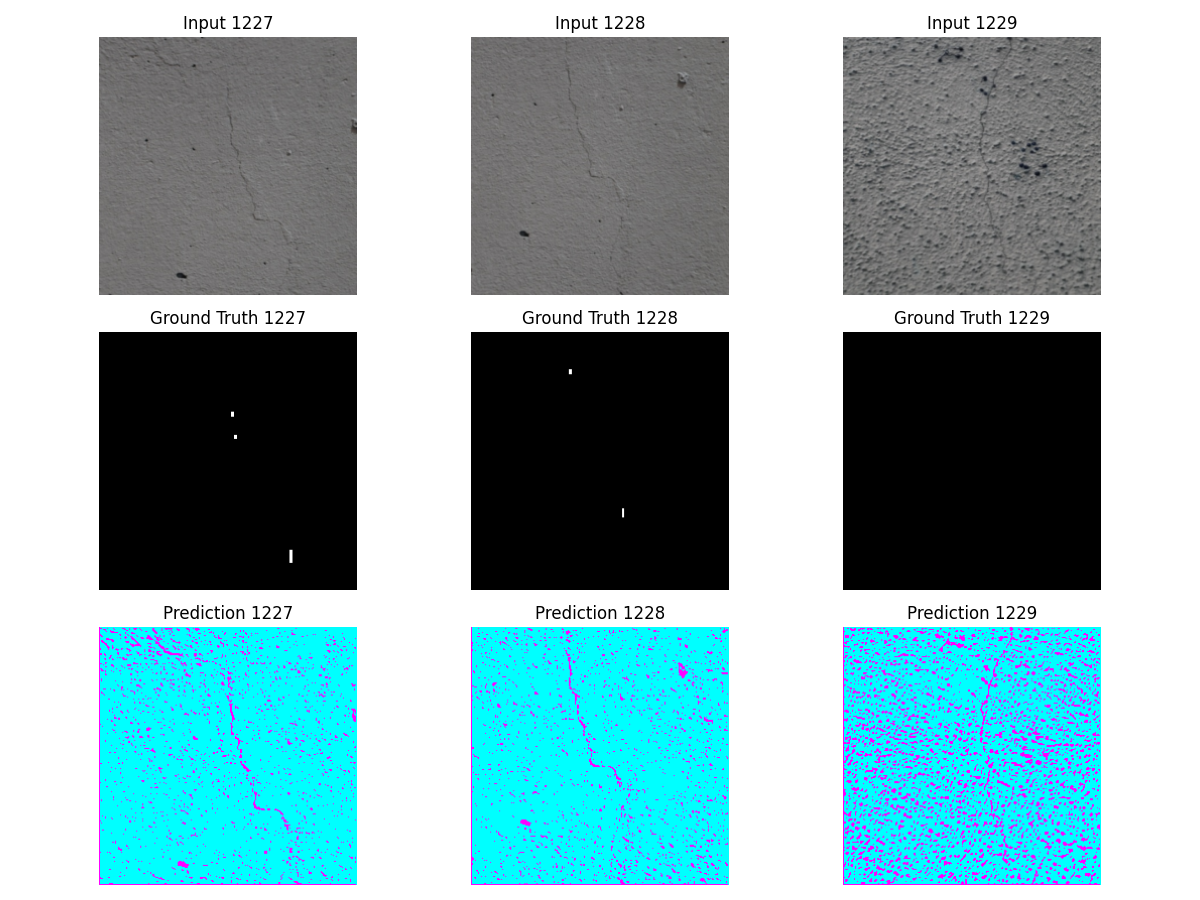 Input 1227
Input 1228
Input 1229
Ground Truth 1227
Ground Truth 1228
Ground Truth 1229
Prediction 1227
Prediction 1228
Prediction 1229